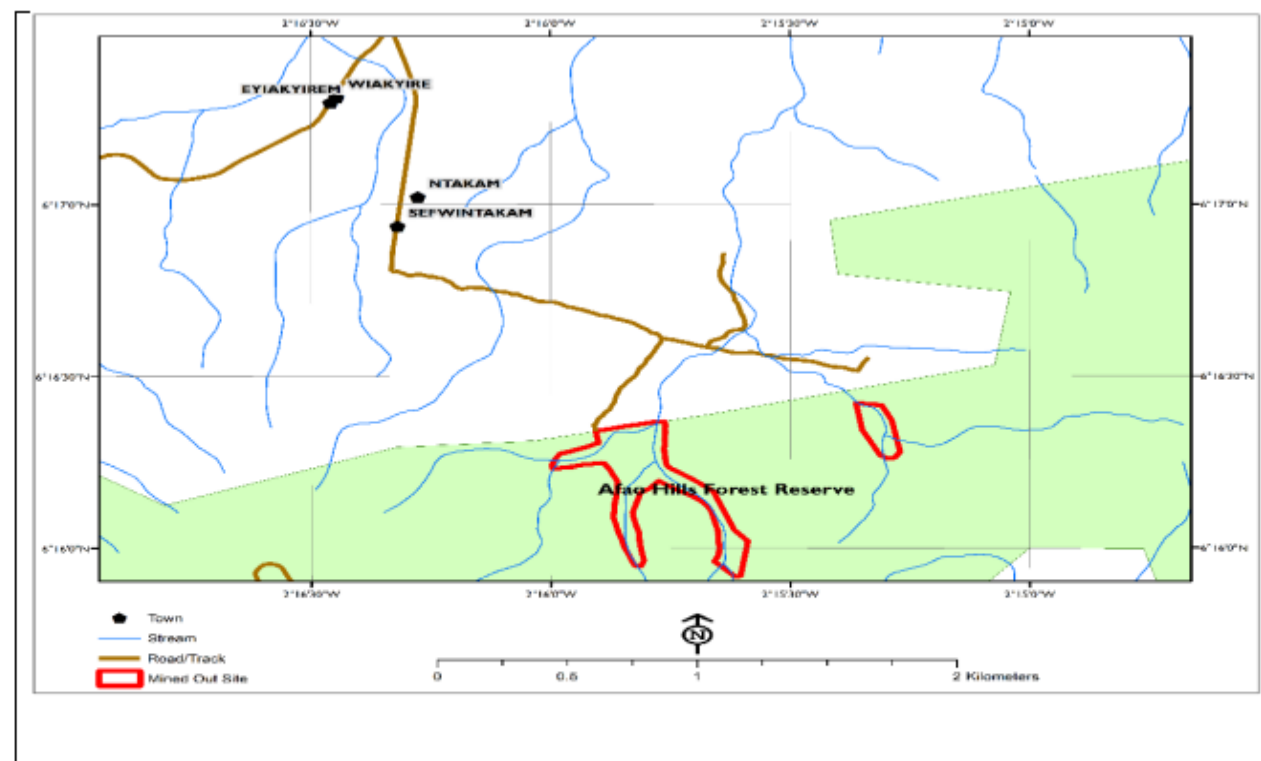 2°16'30"W 2°16'0"W 2°15'30"W 2°15'0"W
WIAKYIRE
EYIAKYIREM
NTAKAM
6°17'0"N 6°17'0"N
SEFWINTAKAM
6°16'30"N 6°16'30"N
Afao Hills Forest Reserve
6°16'0"N 6°16'0"N
2°16'30"W 2°16'0"W 2°15'30"W 2°15'0"W
Town
Stream
N
Road/Track
Mined Out Site
0 0.5 1 2 Kilometers